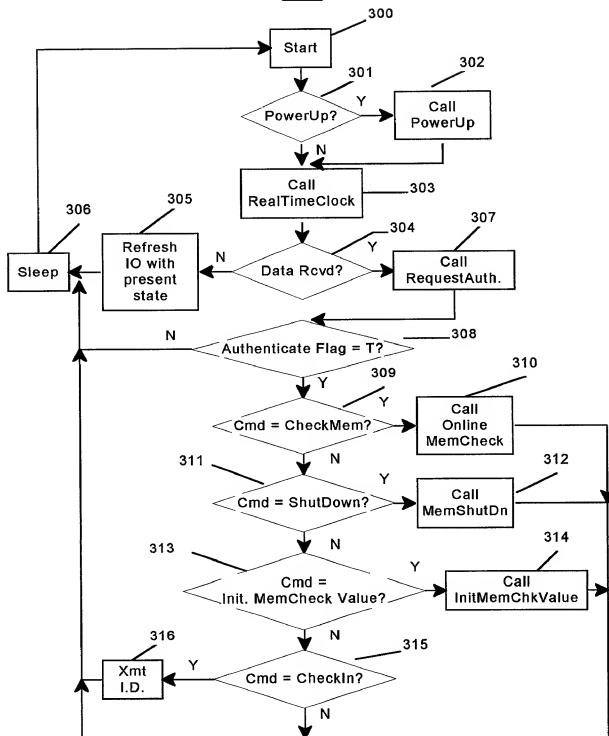 300
Start
301
302
PowerUp?
Y
Call
PowerUp
N
Call
RealTimeClock
303
304
305
306
307
Refresh
IO with
present
state
Sleep
N
Data Rcvd?
Y
Call
RequestAuth.
N
Authenticate Flag = T?
308
Y
309
310
Cmd = CheckMem?
Y
Call
Online
MemCheck
N
311
312
Cmd = ShutDown?
Y
Call
MemShutDn
N
313
314
Cmd =
Init. MemCheck Value?
Y
Call
InitMemChkValue
N
316
315
Xmt
I.D.
Y
Cmd = CheckIn?
N